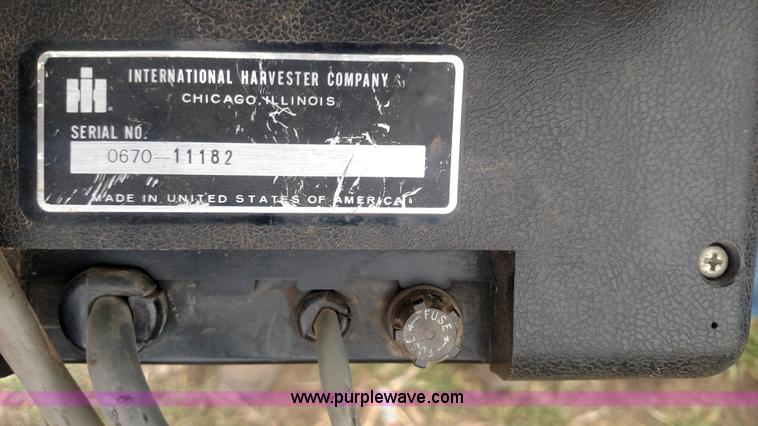 INTERNATIONAL HARVESTER COMPANY
CHICAGO, ILLINOIS
SERIAL NO.
0670-11182
MADE IN UNITED STATES OF AMERICA
FUSE
FUSE
www.purplewave.com